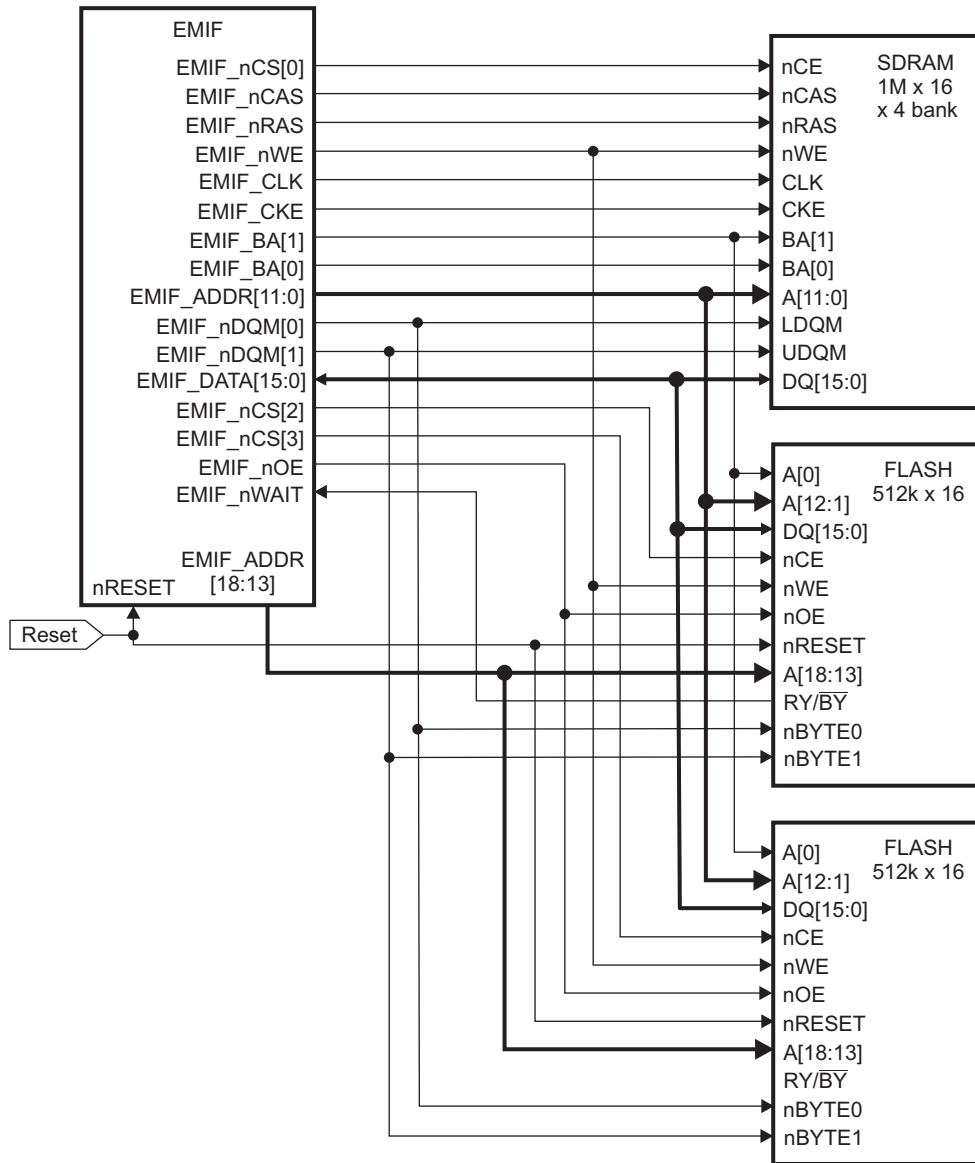 EMIF
EMIF_nCS[0]
EMIF_nCAS
EMIF_nRAS
EMIF_nWE
EMIF_CLK
EMIF_CKE
EMIF_BA[1]
EMIF_BA[0]
EMIF_ADDR[11:0]
EMIF_nDQM[0]
EMIF_nDQM[1]
EMIF_DATA[15:0]
EMIF_nCS[2]
EMIF_nCS[3]
EMIF_nOE
EMIF_nWAIT
EMIF_ADDR
[18:13]
nRESET
Reset
SDRAM
1M x 16
x 4 bank
nCE
nCAS
nRAS
nWE
CLK
CKE
BA[1]
BA[0]
A[11:0]
LDQM
UDQM
DQ[15:0]
FLASH
512k x 16
A[0]
A[12:1]
DQ[15:0]
nCE
nWE
nOE
nRESET
A[18:13]
RY/B̅Y̅
nBYTE0
nBYTE1
FLASH
512k x 16
A[0]
A[12:1]
DQ[15:0]
nCE
nWE
nOE
nRESET
A[18:13]
RY/B̅Y̅
nBYTE0
nBYTE1